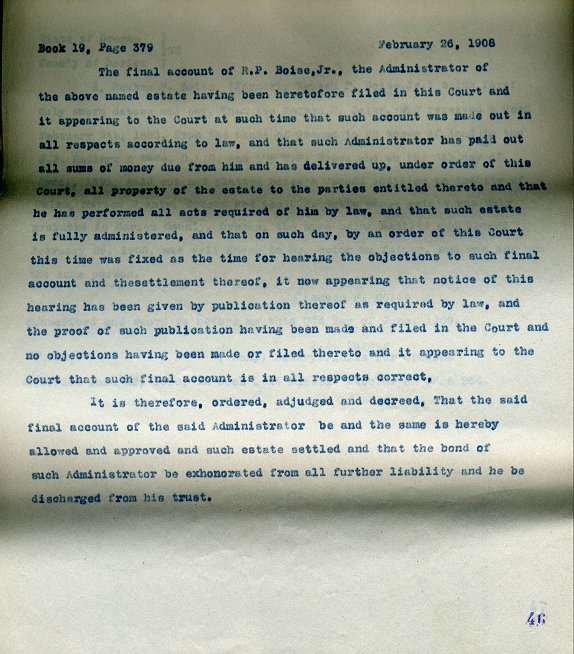 Book 19, Page 379 February 26, 1908
The final account of R.P. Boise,Jr., the Administrator of
the above named estate having been heretofore filed in this Court and
it appearing to the Court at such time that such account was made out in
all respects according to law, and that such Administrator has paid out
all sums of money due from him and has delivered up, under order of this
Court, all property of the estate to the parties entitled thereto and that
he has performed all acts required of him by law, and that such estate
is fully administered, and that on such day, by an order of this Court
this time was fixed as the time for hearing the objections to such final
account and thesettlement thereof, it now appearing that notice of this
hearing has been given by publication thereof as required by law, and
the proof of such publication having been made and filed in the Court and
no objections having been made or filed thereto and it appearing to the
Court that such final account is in all respects correct,
It is therefore, ordered, adjudged and decreed, That the said
final account of the said Administrator be and the same is hereby
allowed and approved and such estate settled and that the bond of
such Administrator be exhonorated from all further liability and he be
discharged from his trust.
46